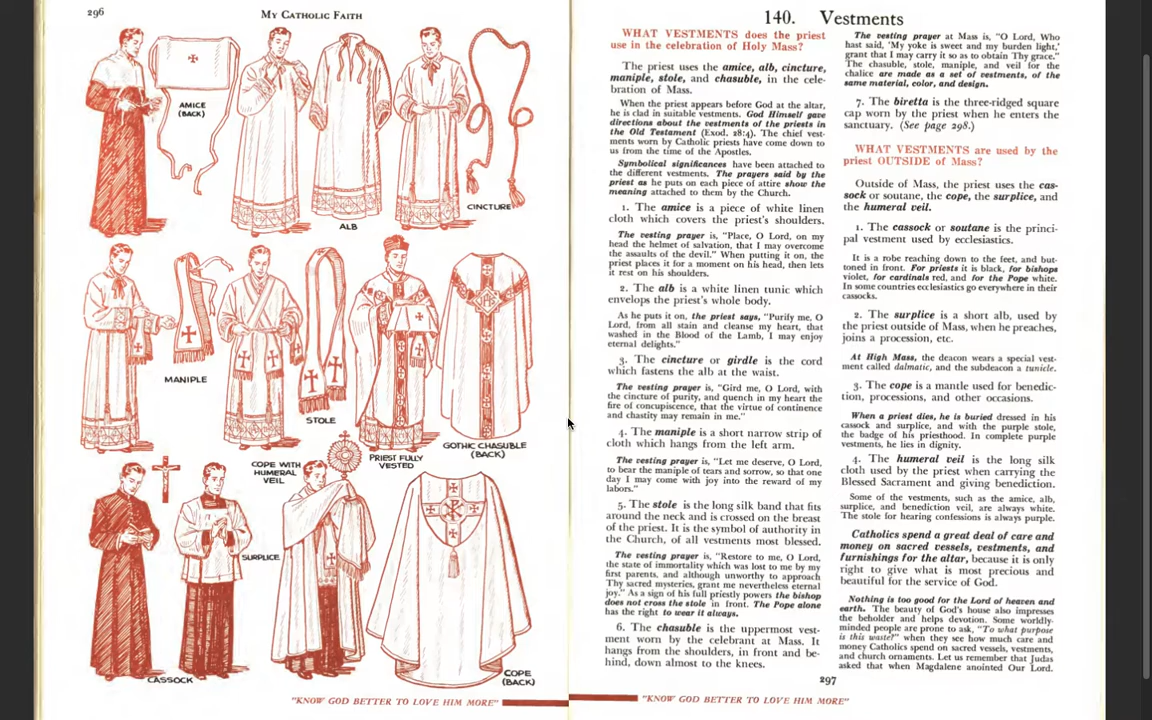 296
MY CATHOLIC FAITH
AMICE
(BACK)
ALB
CINCTURE
MANIPLE
STOLE
PRIEST FULLY
VESTED
GOTHIC CHASUBLE
(BACK)
COPE WITH
HUMERAL
VEIL
SURPLICE
CASSOCK
COPE
(BACK)
"KNOW GOD BETTER TO LOVE HIM MORE"
140. Vestments
WHAT VESTMENTS does the priest
use in the celebration of Holy Mass?
The priest uses the amice, alb, cincture,
maniple, stole, and chasuble, in the cele-
bration of Mass.
When the priest appears before God at the altar,
he is clad in suitable vestments. God Himself gave
directions about the vestments of the priests in
the Old Testament (Exod. 28:4). The chief vest-
ments worn by Catholic priests have come down to
us from the time of the Apostles.
Symbolical significances have been attached to
the different vestments. The prayers said by the
priest as he puts on each piece of attire show the
meaning attached to them by the Church.
1. The amice is a piece of white linen
cloth which covers the priest's shoulders.
The vesting prayer is, "Place, O Lord, on my
head the helmet of salvation, that I may overcome
the assaults of the devil." When putting it on, the
priest places it for a moment on his head, then lets
it rest on his shoulders.
2. The alb is a white linen tunic which
envelops the priest's whole body.
As he puts it on, the priest says, "Purify me, O
Lord, from all stain and cleanse my heart, that
washed in the Blood of the Lamb, I may enjoy
eternal delights."
3. The cincture or girdle is the cord
which fastens the alb at the waist.
The vesting prayer is, "Gird me, O Lord, with
the cincture of purity, and quench in my heart the
fire of concupiscence, that the virtue of continence
and chastity may remain in me."
4. The maniple is a short narrow strip of
cloth which hangs from the left arm.
The vesting prayer is, "Let me deserve, O Lord,
to bear the maniple of tears and sorrow, so that one
day I may come with joy into the reward of my
labors."
5. The stole is the long silk band that fits
around the neck and is crossed on the breast
of the priest. It is the symbol of authority in
the Church, of all vestments most blessed.
The vesting prayer is, "Restore to me, O Lord,
the state of immortality which was lost to me by my
first parents, and although unworthy to approach
Thy sacred mysteries, grant me nevertheless eternal
joy." As a sign of his full priestly powers the bishop
does not cross the stole in front. The Pope alone
has the right to wear it always.
6. The chasuble is the uppermost vest-
ment worn by the celebrant at Mass. It
hangs from the shoulders, in front and be-
hind, down almost to the knees.
The vesting prayer at Mass is, "O Lord, Who
hast said, 'My yoke is sweet and my burden light,'
grant that I may carry it so as to obtain Thy grace."
The chasuble, stole, maniple, and veil for the
chalice are made as a set of vestments, of the
same material, color, and design.
7. The biretta is the three-ridged square
cap worn by the priest when he enters the
sanctuary. (See page 298.)
WHAT VESTMENTS are used by the
priest OUTSIDE of Mass?
Outside of Mass, the priest uses the cas-
sock or soutane, the cope, the surplice, and
the humeral veil.
1. The cassock or soutane is the princi-
pal vestment used by ecclesiastics.
It is a robe reaching down to the feet, and but-
toned in front. For priests it is black, for bishops
violet, for cardinals red, and for the Pope white.
In some countries ecclesiastics go everywhere in their
cassocks.
2. The surplice is a short alb, used by
the priest outside of Mass, when he preaches,
joins a procession, etc.
At High Mass, the deacon wears a special vest-
ment called dalmatic, and the subdeacon a tunicle.
3. The cope is a mantle used for benedic-
tion, processions, and other occasions.
When a priest dies, he is buried dressed in his
cassock and surplice, and with the purple stole,
the badge of his priesthood. In complete purple
vestments, he lies in dignity.
4. The humeral veil is the long silk
cloth used by the priest when carrying the
Blessed Sacrament and giving benediction.
Some of the vestments, such as the amice, alb,
surplice, and benediction veil, are always white.
The stole for hearing confessions is always purple.
Catholics spend a great deal of care and
money on sacred vessels, vestments, and
furnishings for the altar, because it is only
right to give what is most precious and
beautiful for the service of God.
Nothing is too good for the Lord of heaven and
earth. The beauty of God's house also impresses
the beholder and helps devotion. Some worldly-
minded people are prone to ask, "To what purpose
is this waste?" when they see how much care and
money Catholics spend on sacred vessels, vestments,
and church ornaments. Let us remember that Judas
asked that when Magdalene anointed Our Lord.
297
"KNOW GOD BETTER TO LOVE HIM MORE"